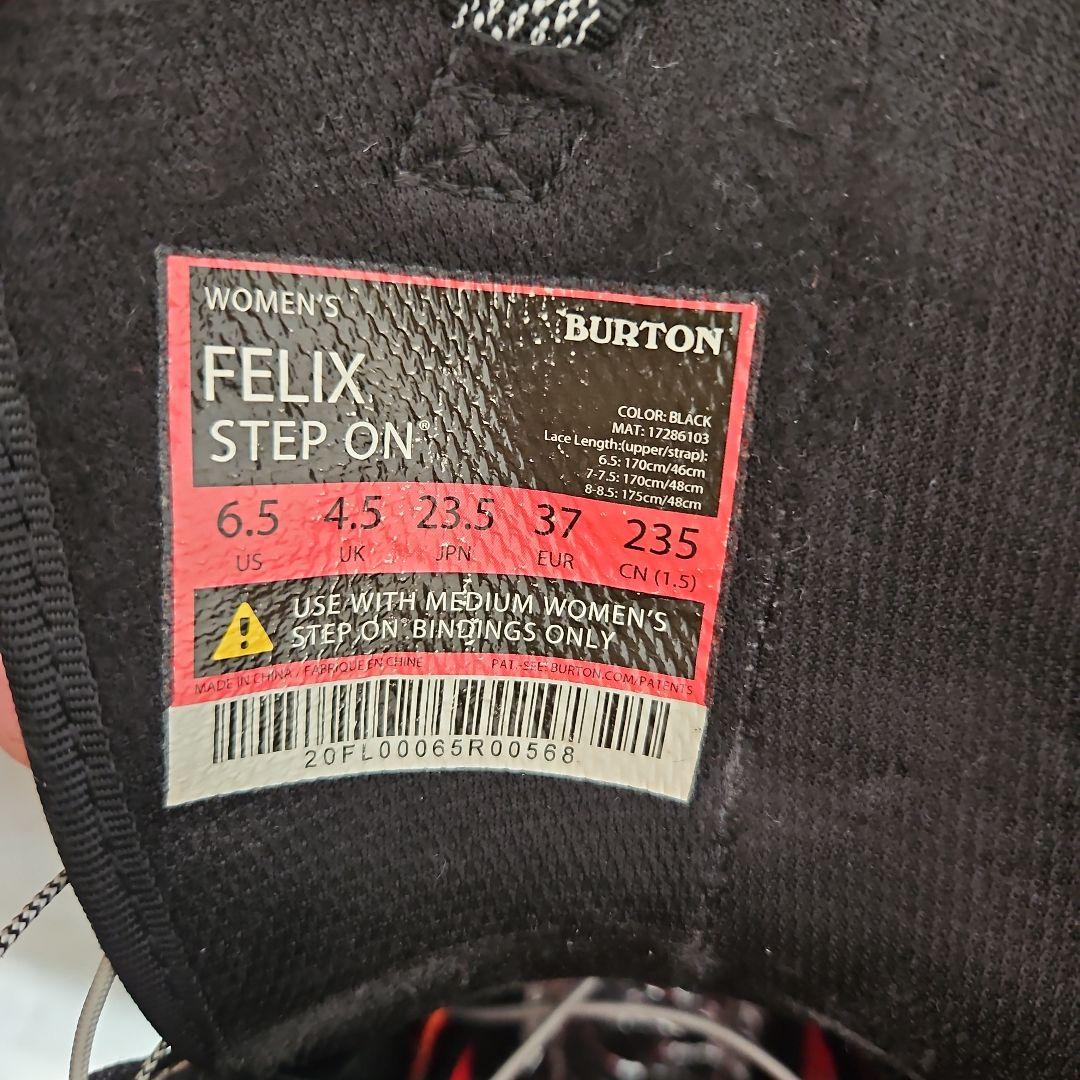 WOMEN'S
BURTON
FELIX
STEP ON®
COLOR: BLACK
MAT: 17286103
Lace Length:(upper/strap):
6.5: 170cm/46cm
7-7.5: 170cm/48cm
8-8.5: 175cm/48cm
6.5 4.5 23.5 37 235
US UK JPN EUR CN (1.5)
USE WITH MEDIUM WOMEN'S
STEP ON® BINDINGS ONLY
MADE IN CHINA / FABRIQUE EN CHINE PAT.-SEE: BURTON.COM/PATENTS
20FL00065R00568